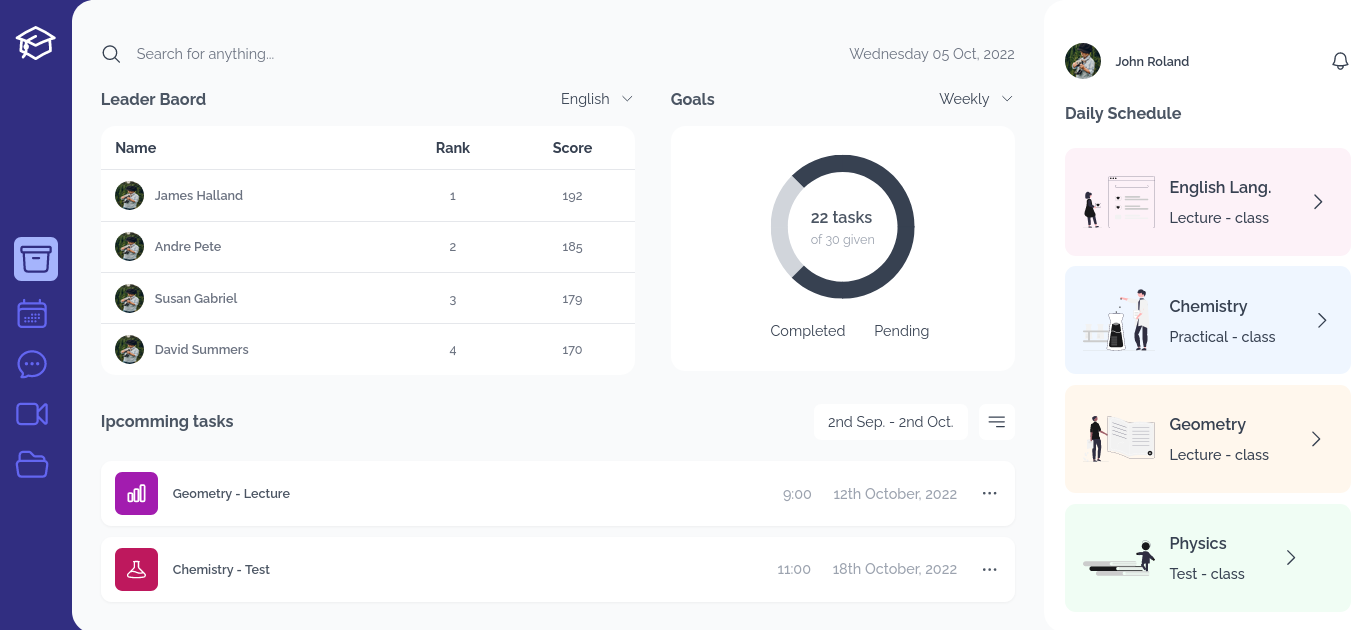 Search for anything...
Wednesday 05 Oct, 2022
Leader Baord
English
Name Rank Score
James Halland 1 192
Andre Pete 2 185
Susan Gabriel 3 179
David Summers 4 170
Goals
Weekly
22 tasks
of 30 given
Completed Pending
Ipcomming tasks
2nd Sep. - 2nd Oct.
Geometry - Lecture 9:00 12th October, 2022
Chemistry - Test 11:00 18th October, 2022
John Roland
Daily Schedule
English Lang.
Lecture - class
Chemistry
Practical - class
Geometry
Lecture - class
Physics
Test - class